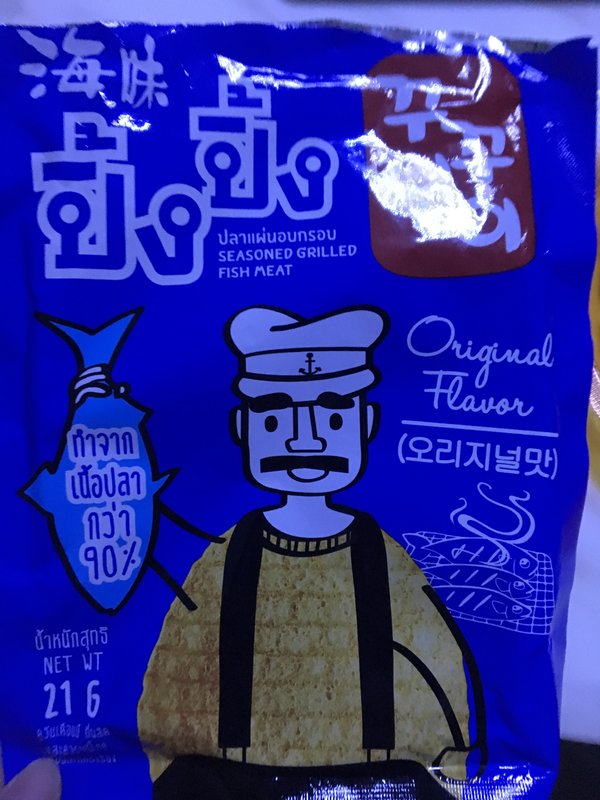 海味
ปิ้ง ปิ้ง
꾸
ปลาแผ่นอบกรอบ
SEASONED GRILLED
FISH MEAT
Original
Flavor
(오리지널맛)
ทำจาก
เนื้อปลา
กว่า
90%
น้ำหนักสุทธิ
NET WT
21 G